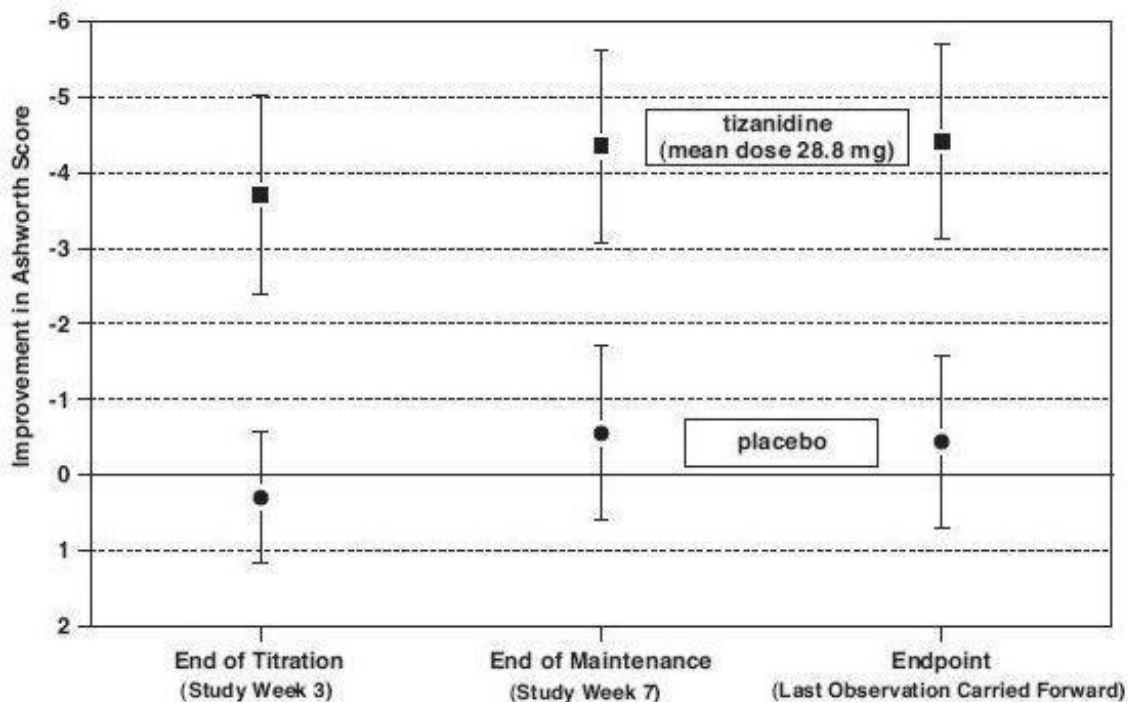 Improvement in Ashworth Score
-6
-5
-4
-3
-2
-1
0
1
2
tizanidine
(mean dose 28.8 mg)
placebo
End of Titration
(Study Week 3)
End of Maintenance
(Study Week 7)
Endpoint
(Last Observation Carried Forward)